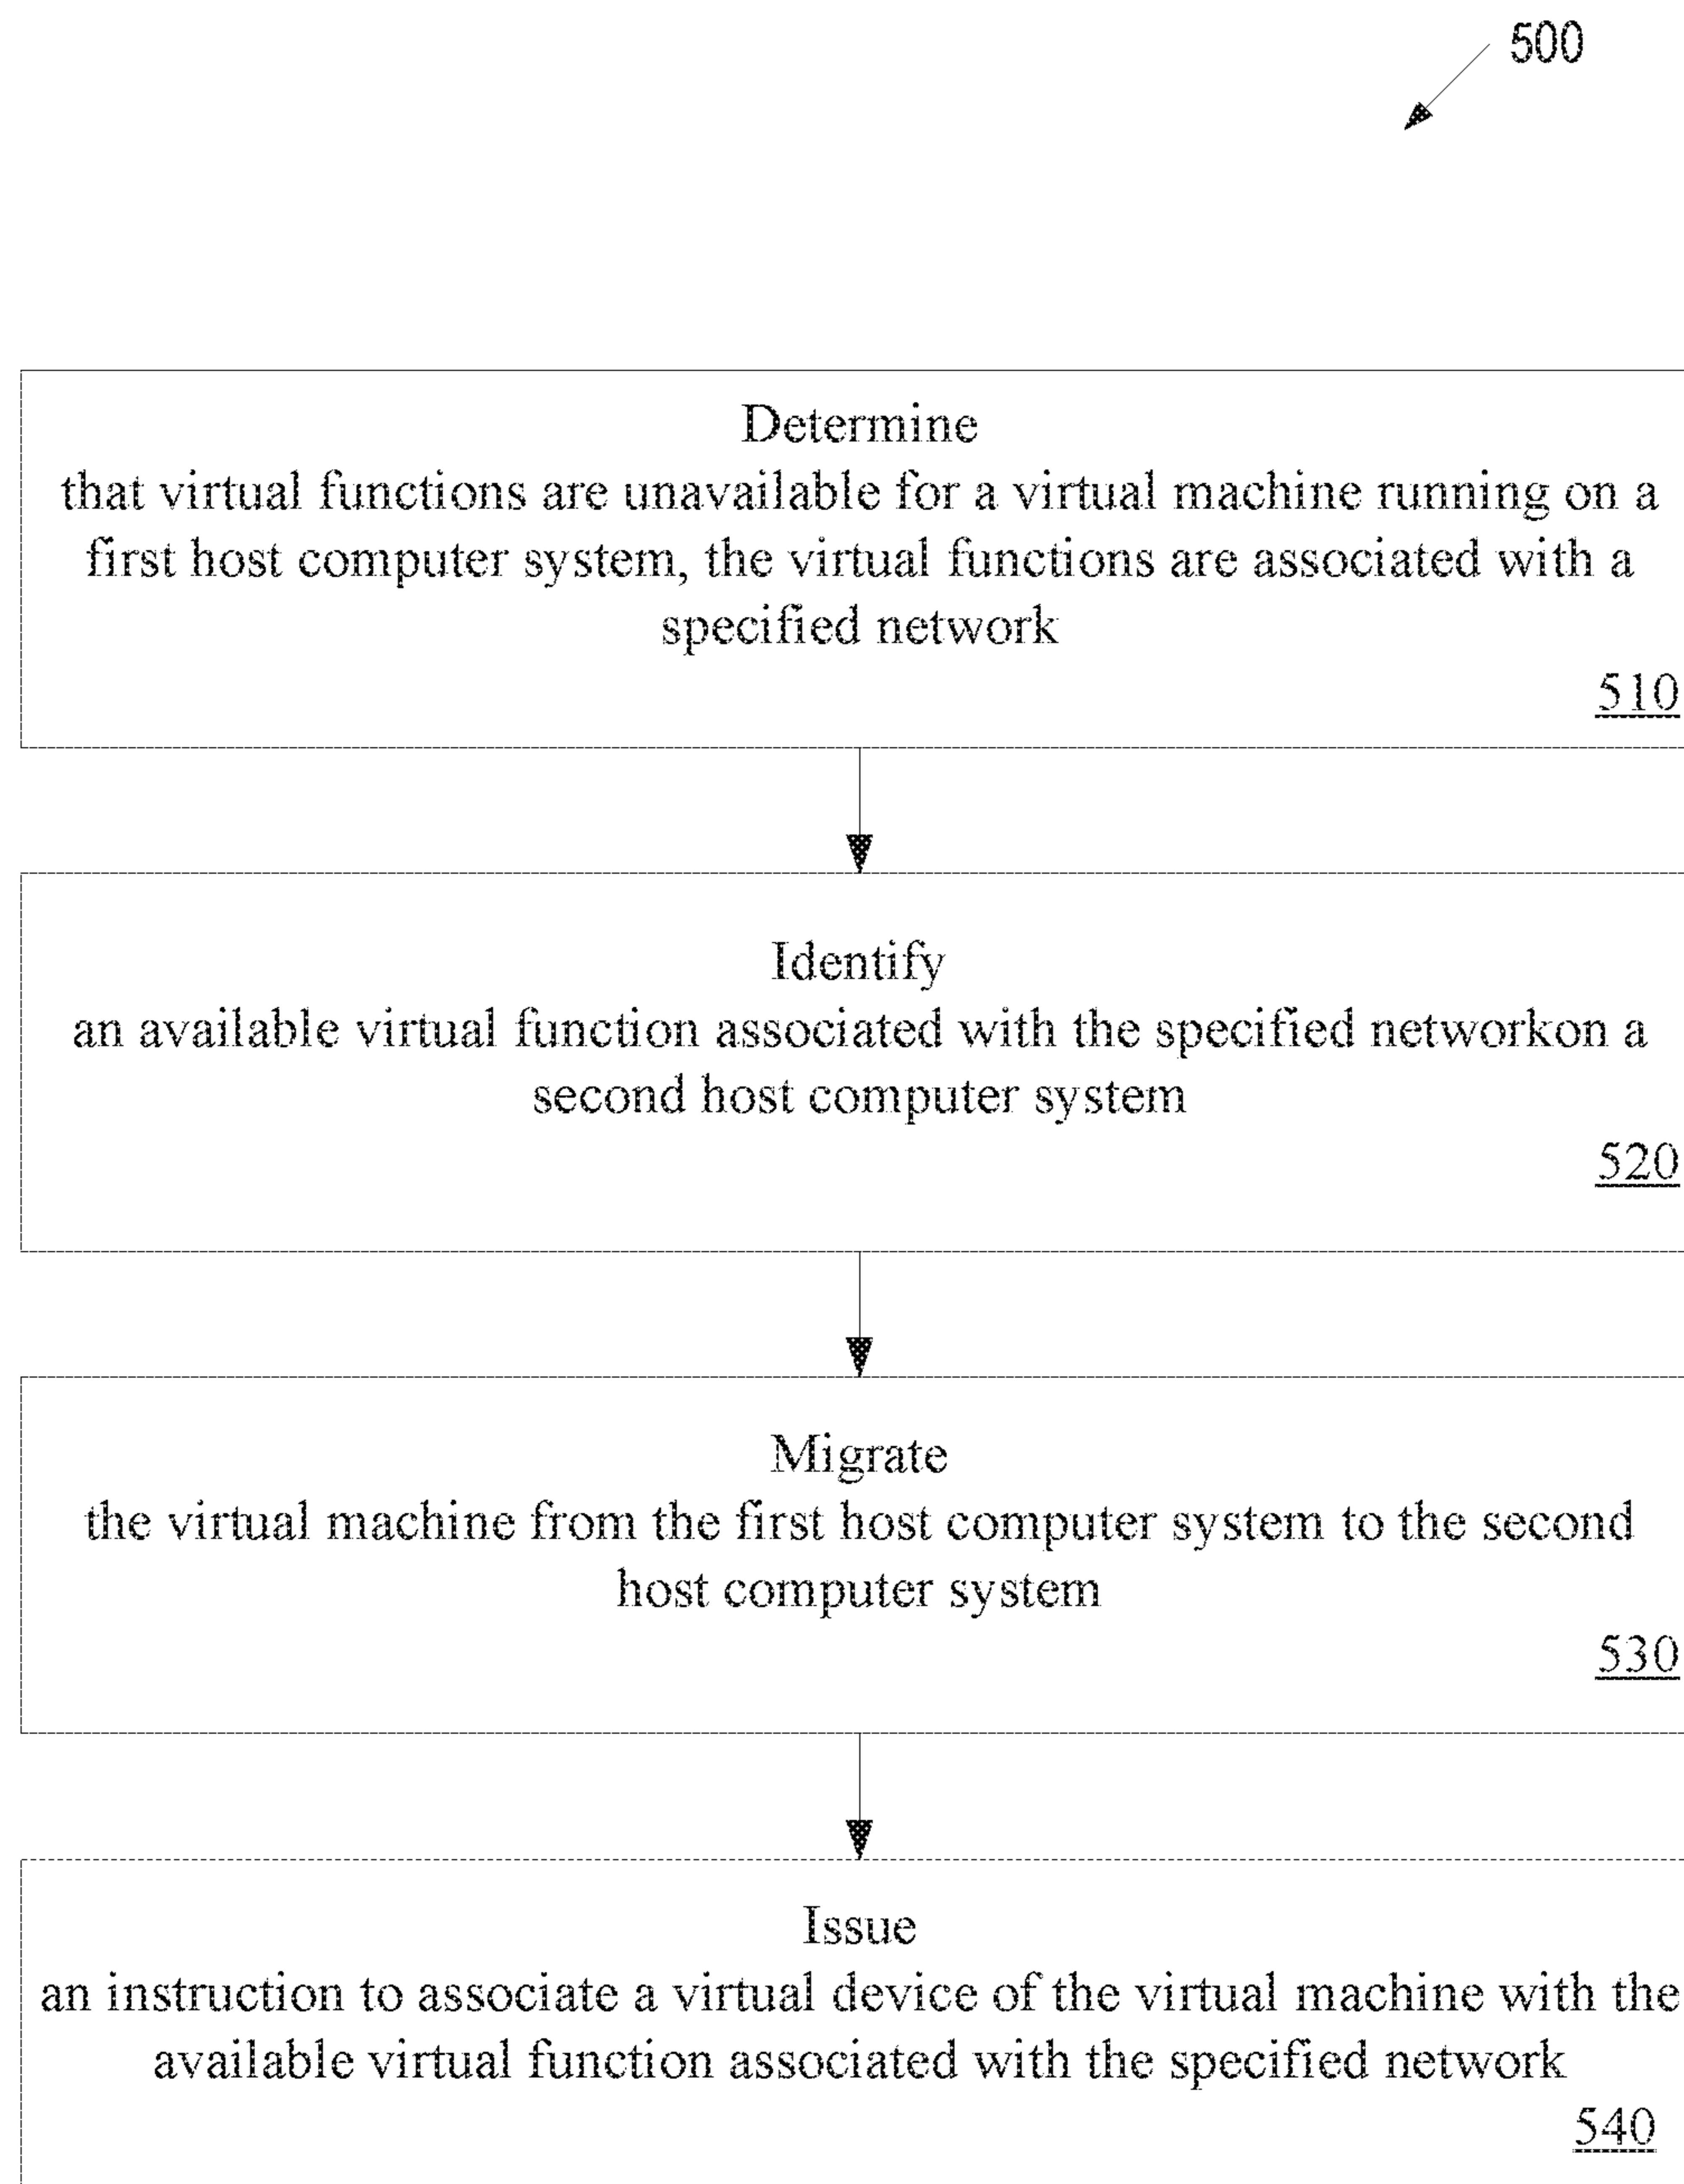 500
Determine
that virtual functions are unavailable for a virtual machine running on a
first host computer system, the virtual functions are associated with a
specified network
510
Identify
an available virtual function associated with the specified networkon a
second host computer system
520
Migrate
the virtual machine from the first host computer system to the second
host computer system
530
Issue
an instruction to associate a virtual device of the virtual machine with the
available virtual function associated with the specified network
540